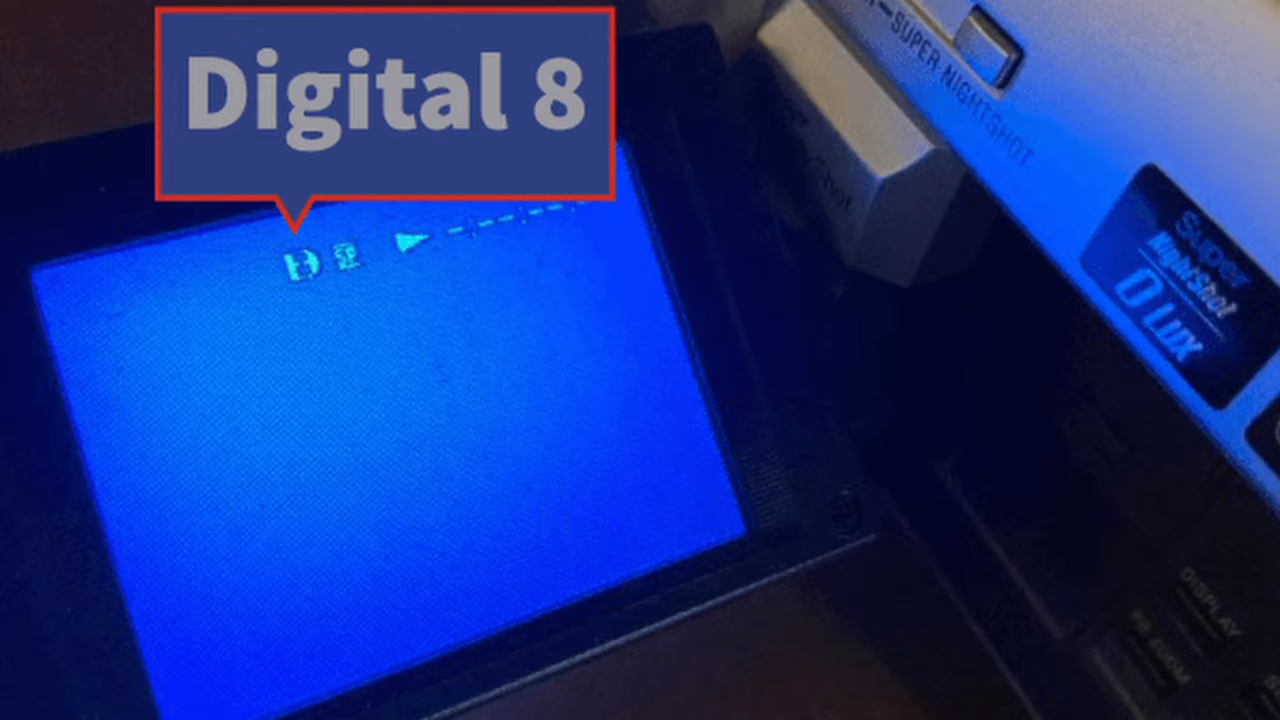 Digital 8
SUPER NIGHTSHOT
Super
NightShot
0 LUX
DISPLAY
PB ZOOM